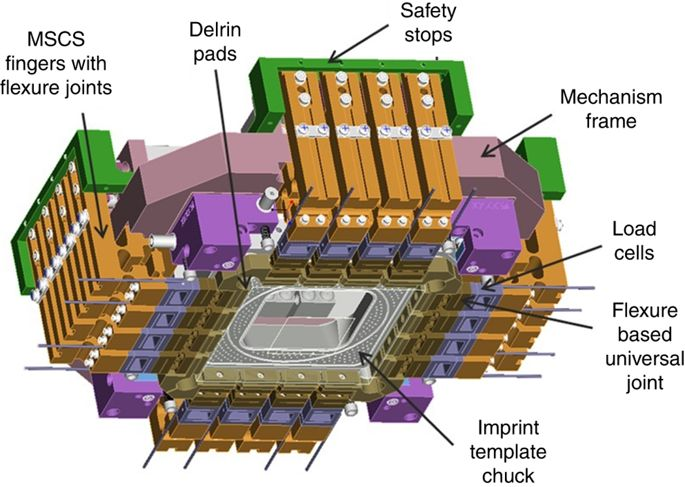 MSCS
fingers with
flexure joints
Delrin
pads
Safety
stops
Mechanism
frame
Load
cells
Flexure
based
universal
joint
Imprint
template
chuck